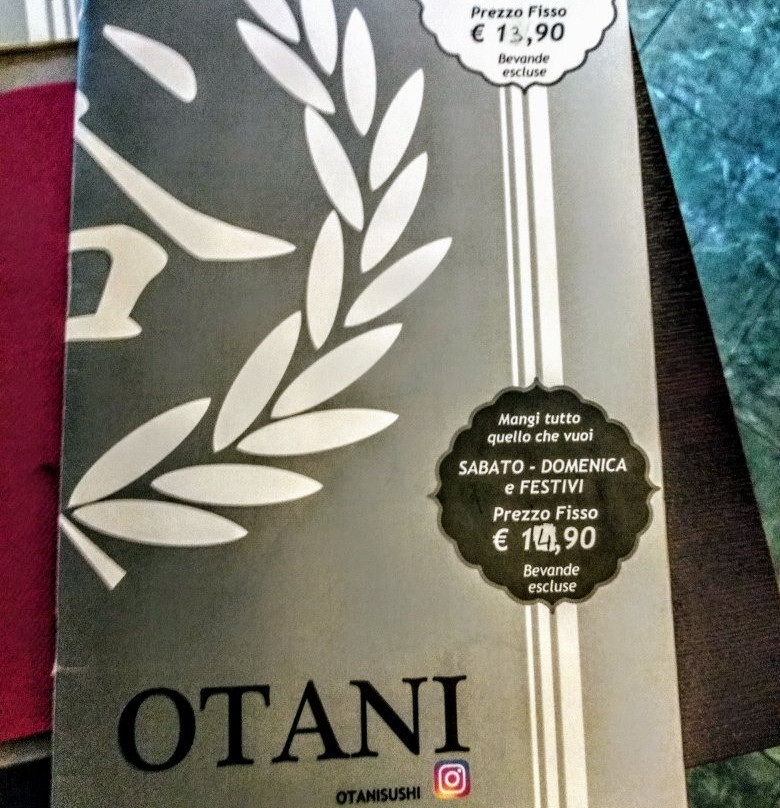 Prezzo Fisso
€ 13,90
Bevande
escluse
Mangi tutto
quello che vuoi
SABATO - DOMENICA
e FESTIVI
Prezzo Fisso
€ 14,90
Bevande
escluse
OTANI
OTANISUSHI